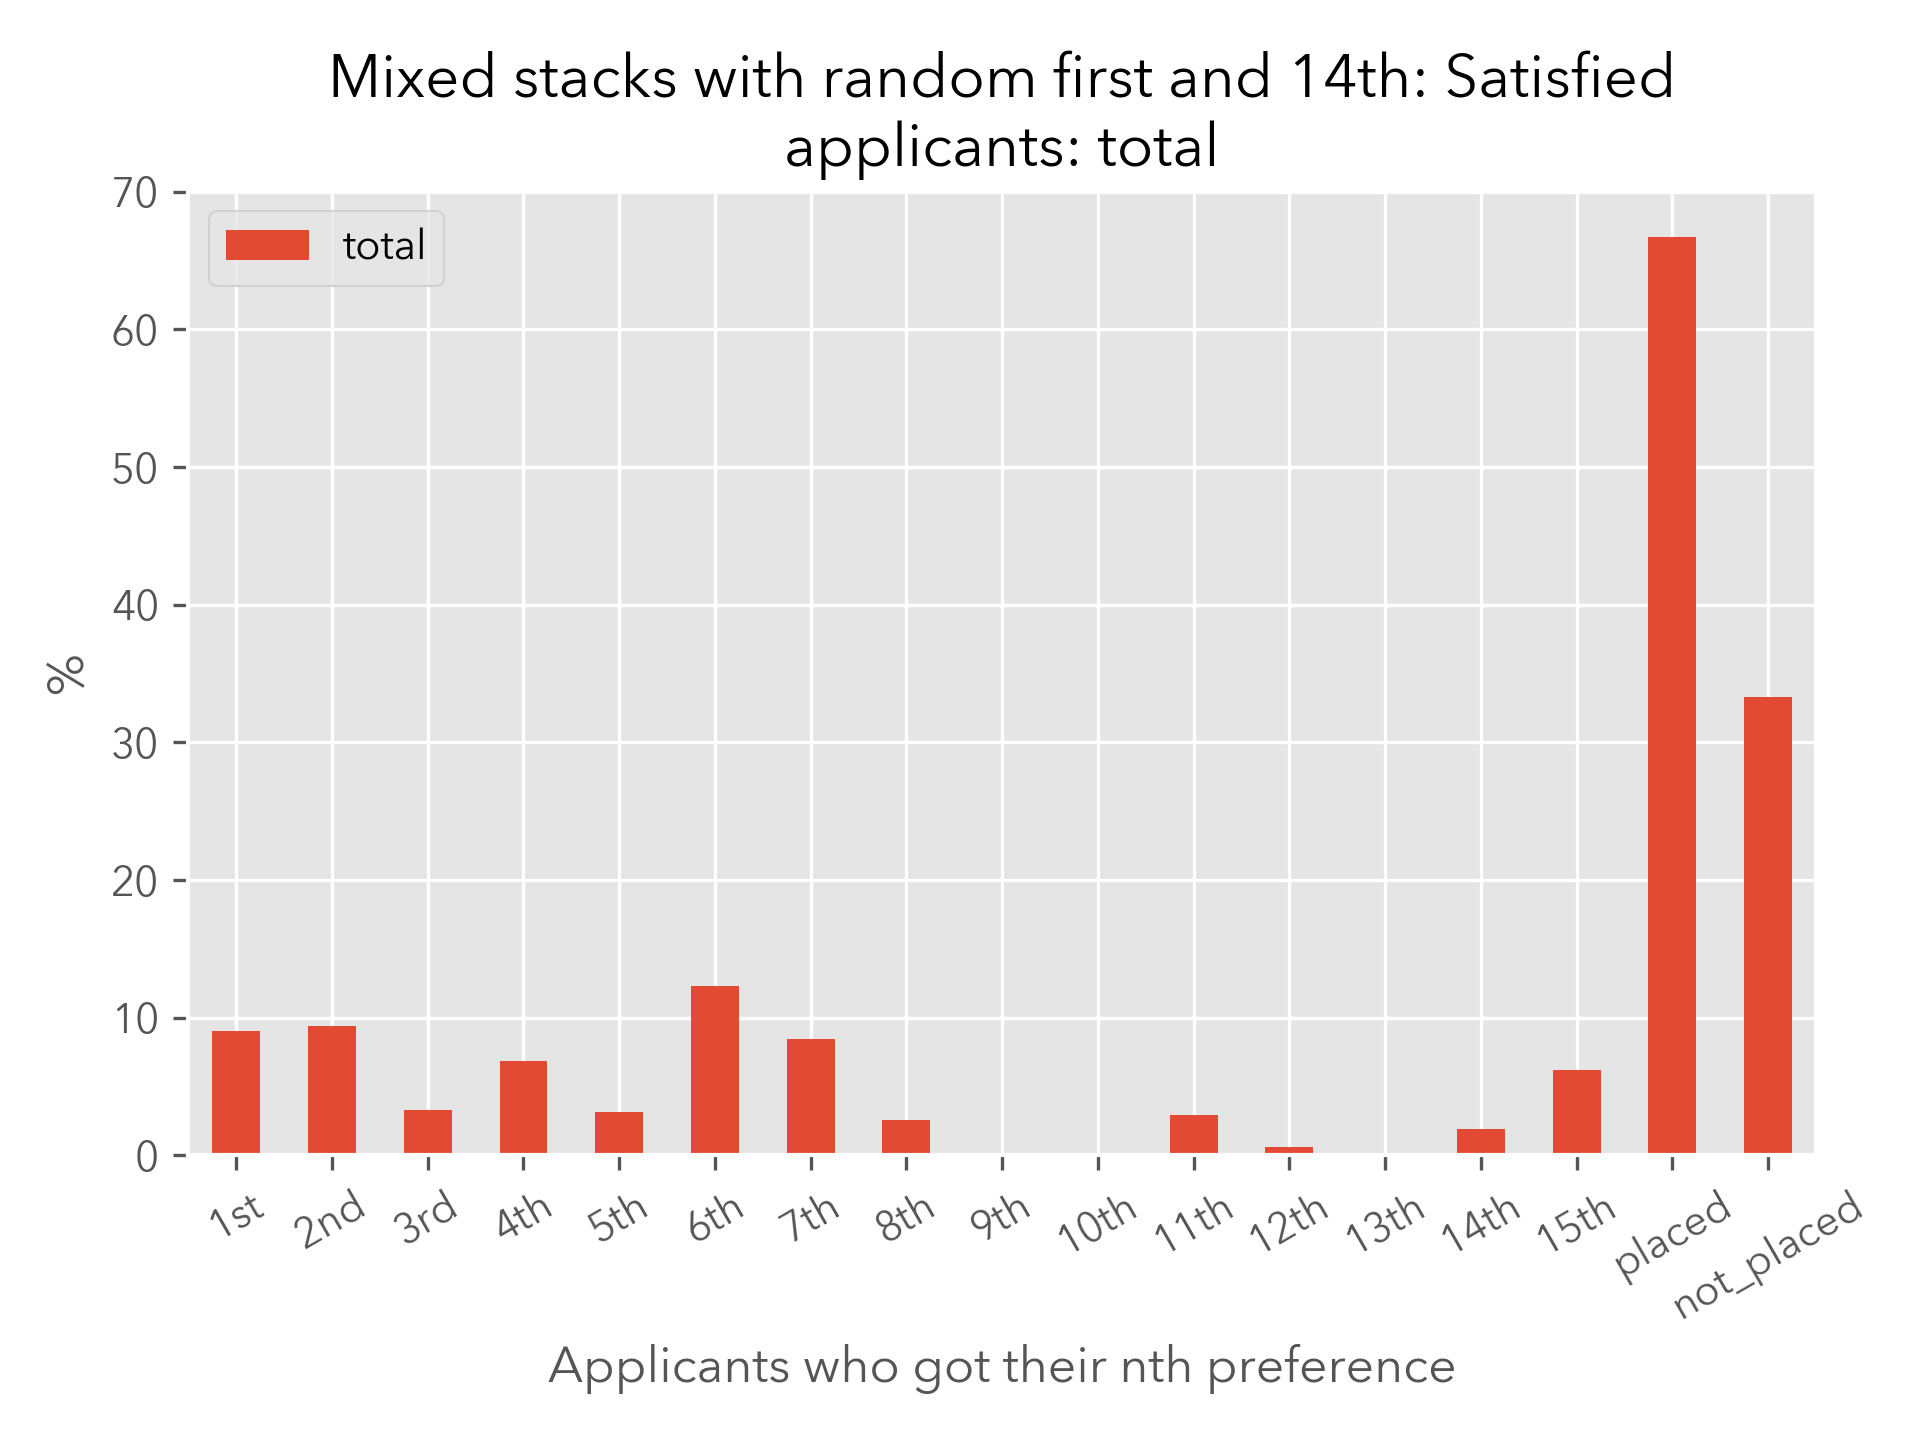 Mixed stacks with random first and 14th: Satisfied
applicants: total
total
70
60
50
40
30
20
10
0
%
1st
2nd
3rd
4th
5th
6th
7th
8th
9th
10th
11th
12th
13th
14th
15th
placed
not_placed
Applicants who got their nth preference